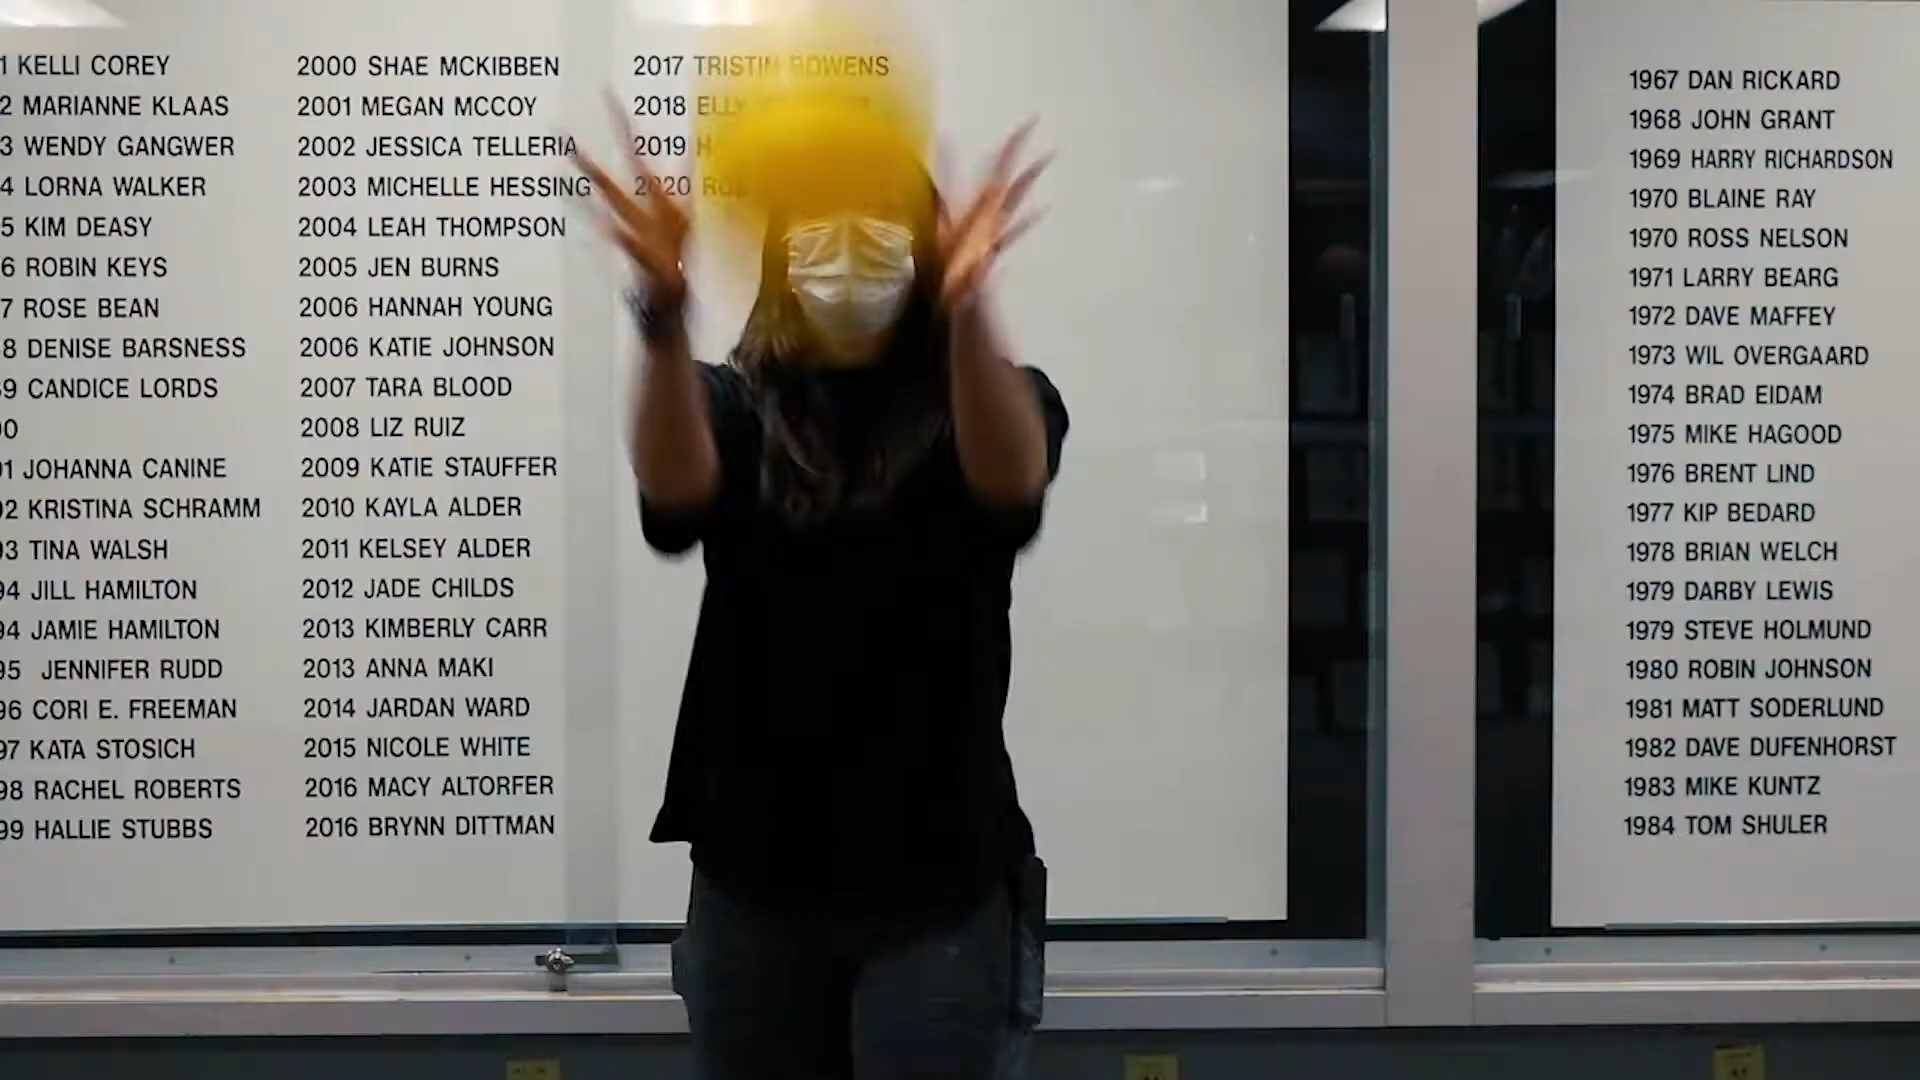 1 KELLI COREY
2 MARIANNE KLAAS
3 WENDY GANGWER
4 LORNA WALKER
5 KIM DEASY
6 ROBIN KEYS
7 ROSE BEAN
8 DENISE BARSNESS
89 CANDICE LORDS
90
91 JOHANNA CANINE
92 KRISTINA SCHRAMM
93 TINA WALSH
94 JILL HAMILTON
94 JAMIE HAMILTON
95 JENNIFER RUDD
96 CORI E. FREEMAN
97 KATA STOSICH
98 RACHEL ROBERTS
99 HALLIE STUBBS
2000 SHAE MCKIBBEN
2001 MEGAN MCCOY
2002 JESSICA TELLERIA
2003 MICHELLE HESSING
2004 LEAH THOMPSON
2005 JEN BURNS
2006 HANNAH YOUNG
2006 KATIE JOHNSON
2007 TARA BLOOD
2008 LIZ RUIZ
2009 KATIE STAUFFER
2010 KAYLA ALDER
2011 KELSEY ALDER
2012 JADE CHILDS
2013 KIMBERLY CARR
2013 ANNA MAKI
2014 JARDAN WARD
2015 NICOLE WHITE
2016 MACY ALTORFER
2016 BRYNN DITTMAN
2017 TRISTIN BOWENS
2018 ELLY
2019
2020
1967 DAN RICKARD
1968 JOHN GRANT
1969 HARRY RICHARDSON
1970 BLAINE RAY
1970 ROSS NELSON
1971 LARRY BEARG
1972 DAVE MAFFEY
1973 WIL OVERGAARD
1974 BRAD EIDAM
1975 MIKE HAGOOD
1976 BRENT LIND
1977 KIP BEDARD
1978 BRIAN WELCH
1979 DARBY LEWIS
1979 STEVE HOLMUND
1980 ROBIN JOHNSON
1981 MATT SODERLUND
1982 DAVE DUFENHORST
1983 MIKE KUNTZ
1984 TOM SHULER